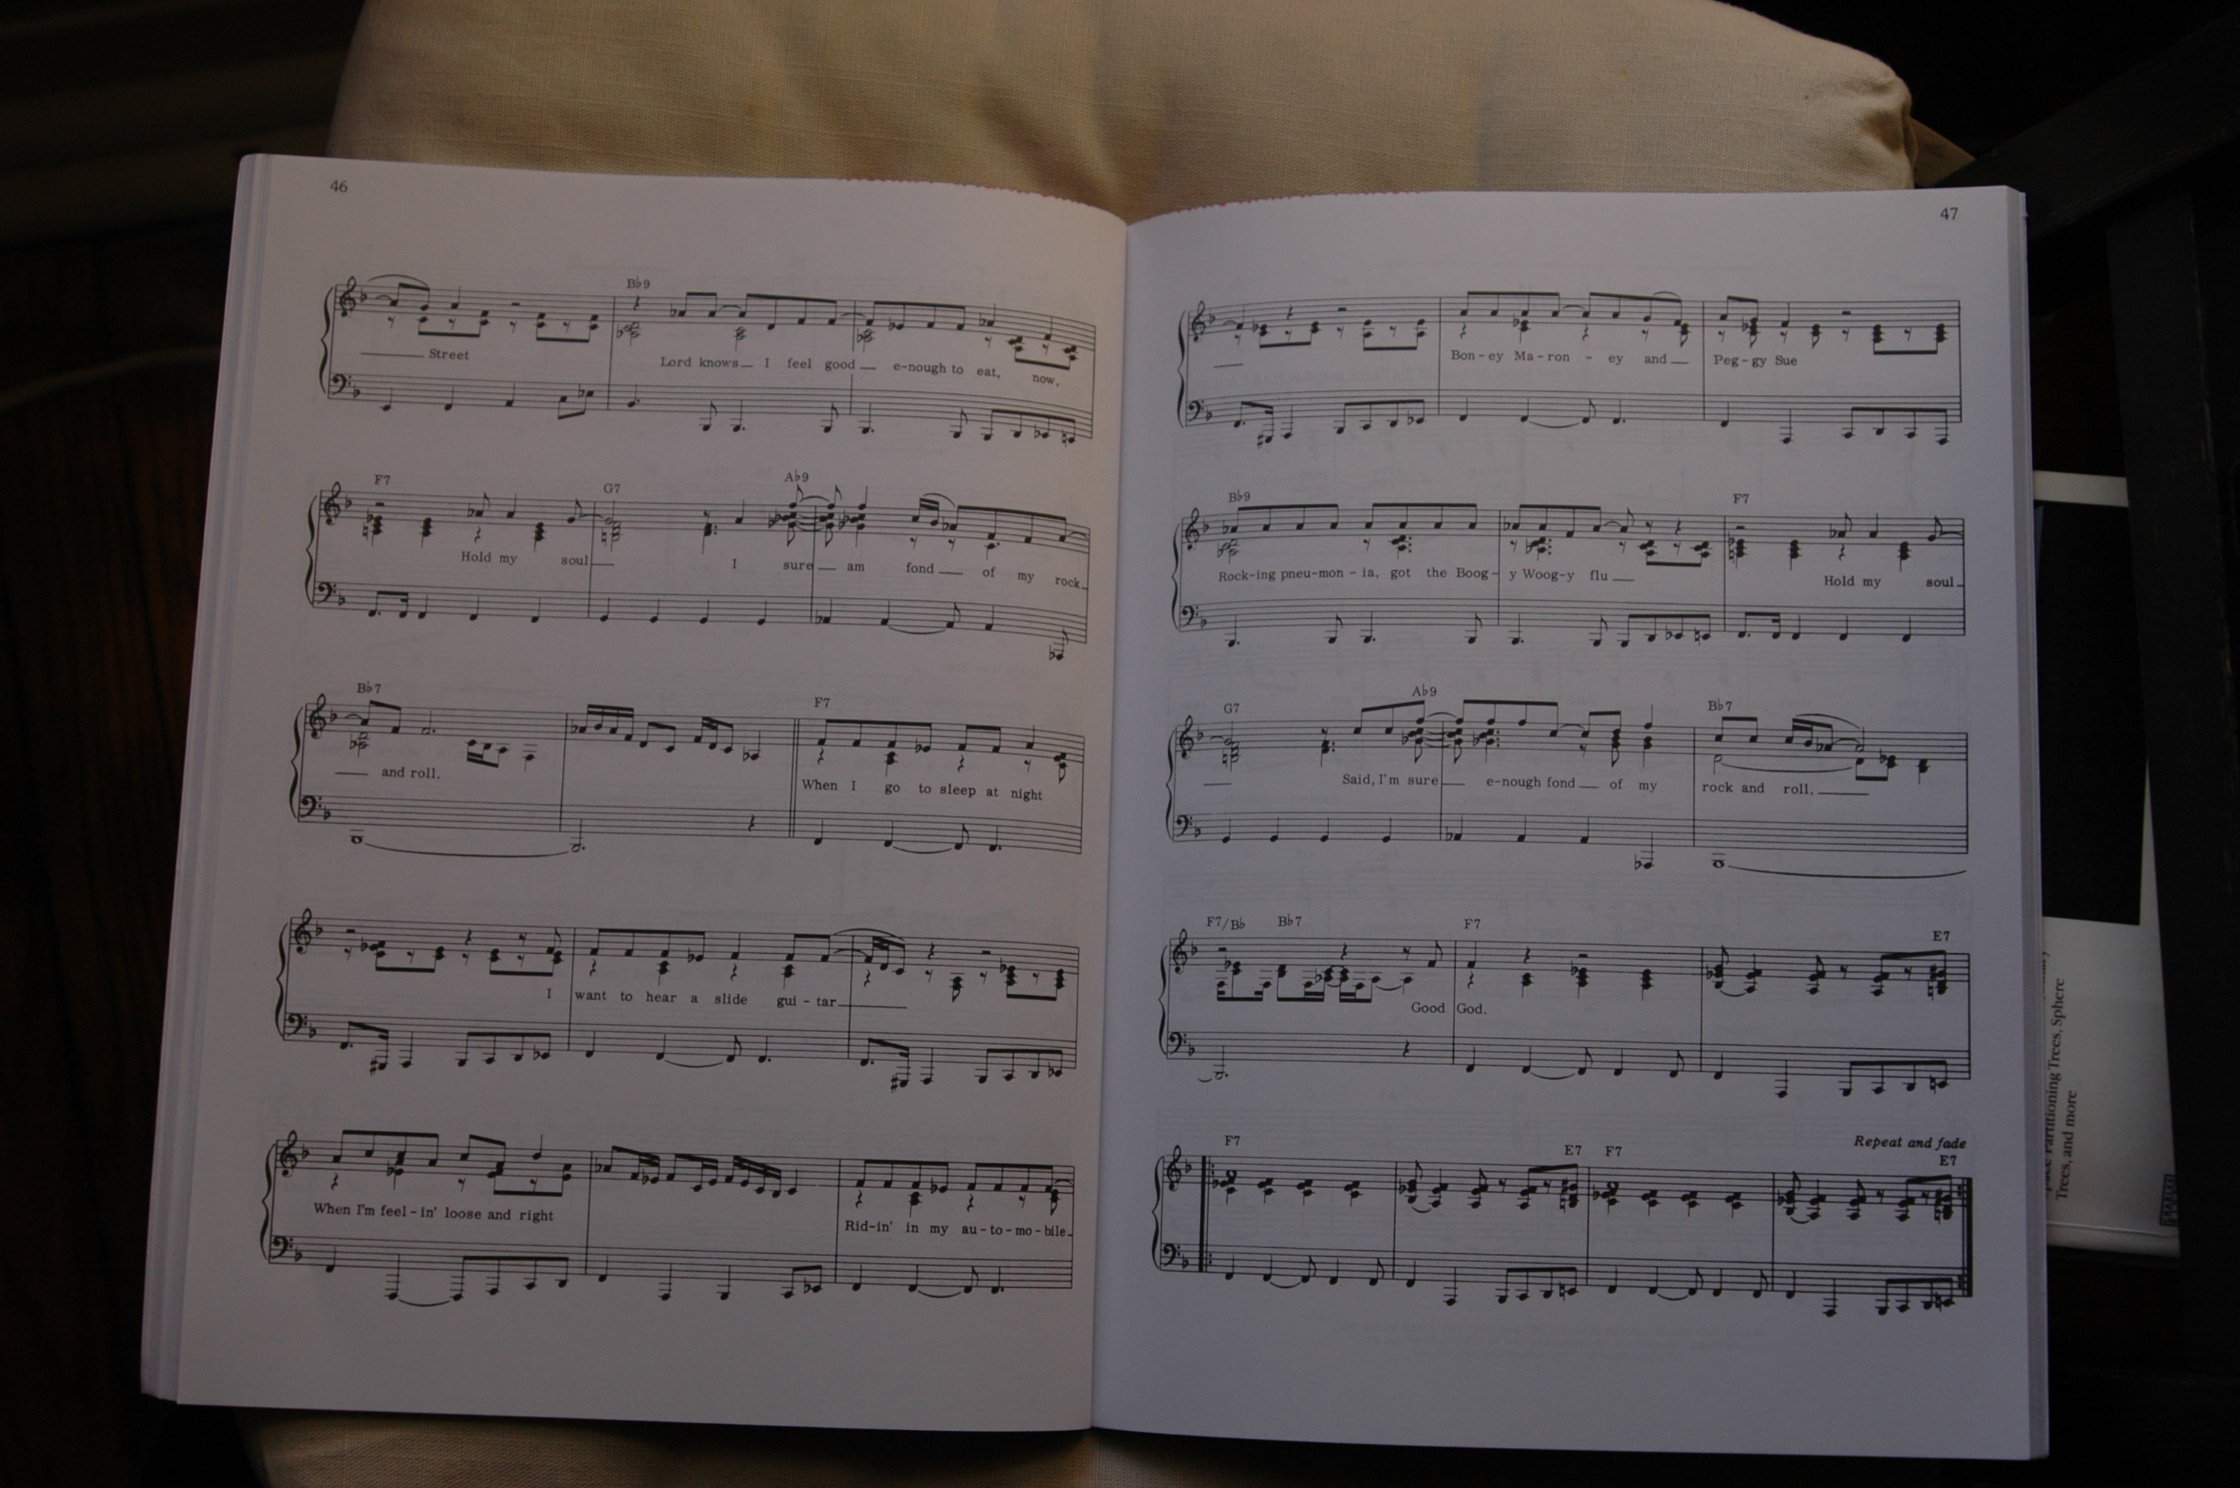 46
B♭9
Street Lord knows I feel good e-nough to eat, now,
F7 G7 A♭9
Hold my soul I sure am fond of my rock
B♭7 F7
and roll. When I go to sleep at night
I want to hear a slide gui-tar
When I'm feel-in' loose and right Rid-in' in my au-to-mo-bile
47
Bon-ey Ma-ron-ey and Peg-gy Sue
B♭9 F7
Rock-ing pneu-mon-ia, got the Boog-y Woog-y flu Hold my soul
G7 A♭9 B♭7
Said, I'm sure e-nough fond of my rock and roll.
F7/B♭ B♭7 F7 E7
Good God.
Repeat and fade
F7 E7 F7 E7
Partitioning Trees, Sphere
Trees, and more